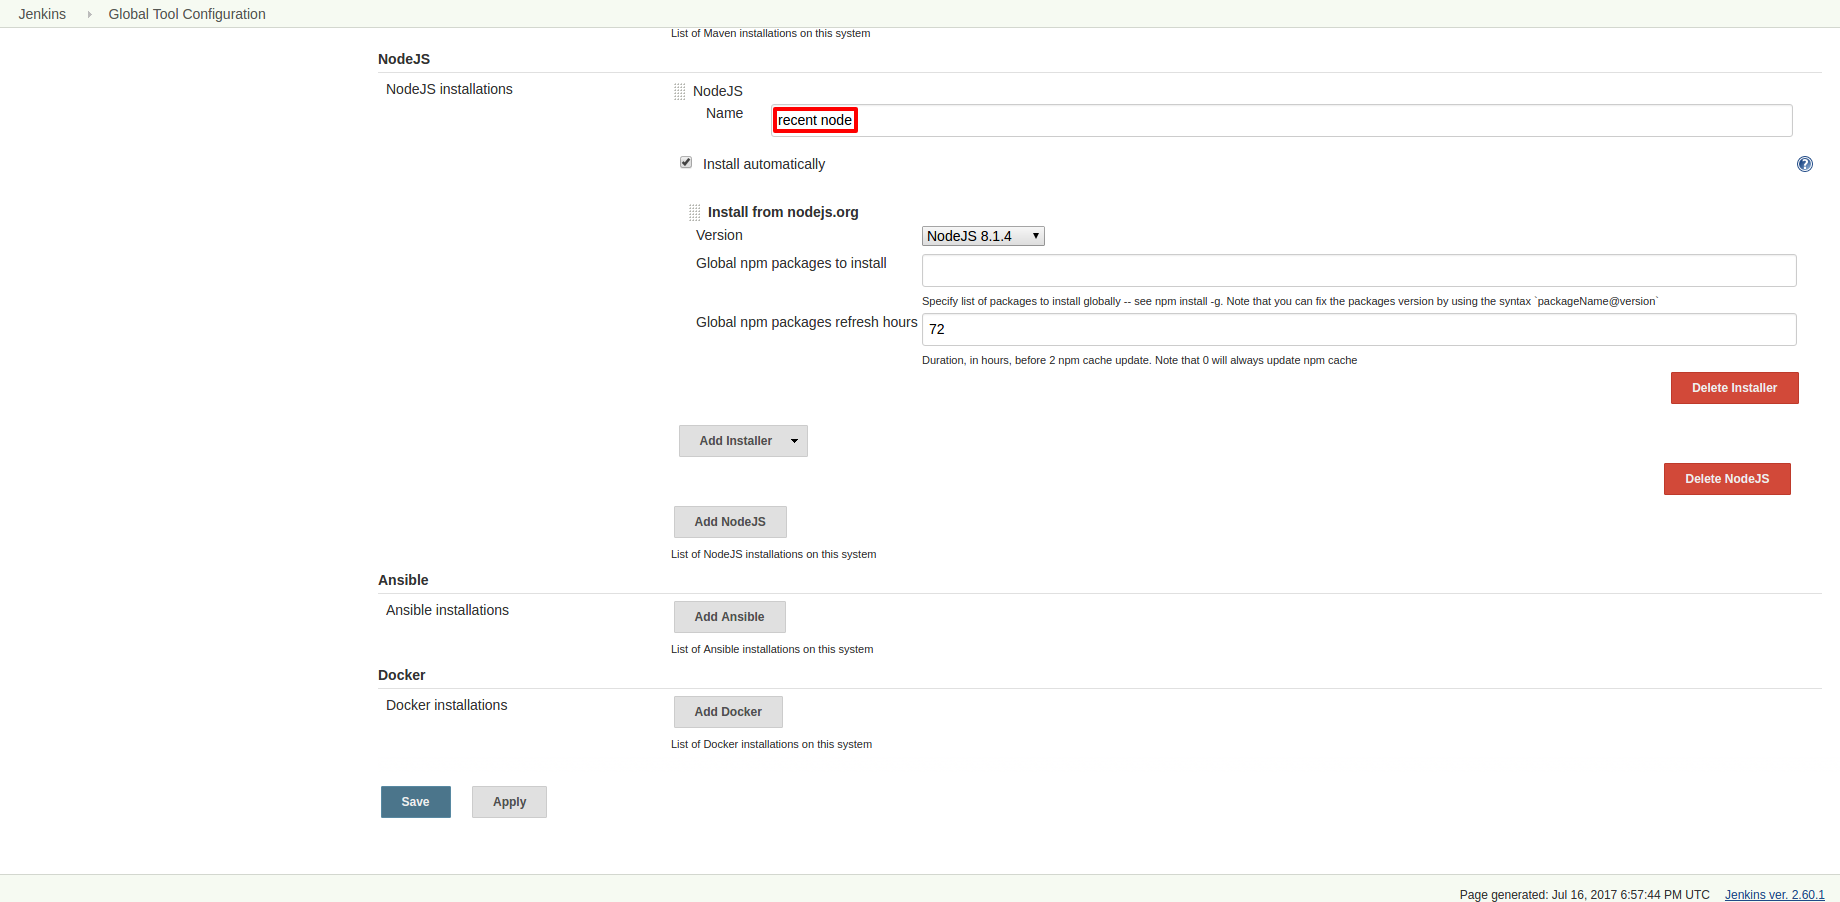 Jenkins Global Tool Configuration
List of Maven installations on this system
NodeJS
NodeJS installations
NodeJS
Name recent node
Install automatically
Install from nodejs.org
Version NodeJS 8.1.4
Global npm packages to install
Specify list of packages to install globally -- see npm install -g. Note that you can fix the packages version by using the syntax `packageName@version`
Global npm packages refresh hours 72
Duration, in hours, before 2 npm cache update. Note that 0 will always update npm cache
Delete Installer
Add Installer
Delete NodeJS
Add NodeJS
List of NodeJS installations on this system
Ansible
Ansible installations Add Ansible
List of Ansible installations on this system
Docker
Docker installations Add Docker
List of Docker installations on this system
Save Apply
Page generated: Jul 16, 2017 6:57:44 PM UTC Jenkins ver. 2.60.1